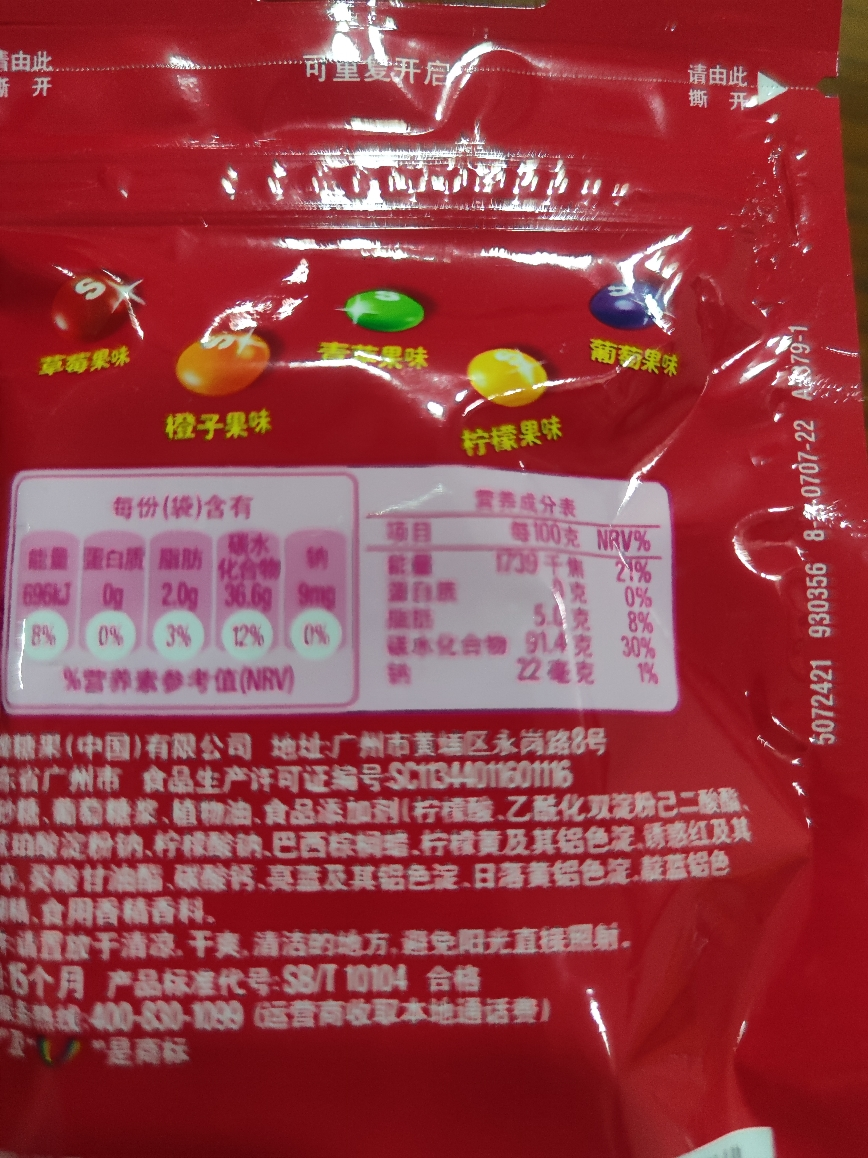 请由此
可重复开启
请由此
撕 开
撕 开
草莓果味
青苹果味
葡萄果味
橙子果味
柠檬果味
每份(袋)含有
能量 蛋白质 脂肪 碳水化合物 钠
696kJ 0g 2.0g 36.6g 9mg
8% 0% 3% 12% 0%
%营养素参考值(NRV)
营养成分表
项目 每100克 NRV%
能量 1739 千焦 21%
蛋白质 0 克 0%
脂肪 5.0 克 8%
碳水化合物 91.4 克 30%
钠 22 毫克 1%
糖果(中国)有限公司 地址:广州市黄埔区永岗路8号
东省广州市 食品生产许可证编号:SC11344011601116
砂糖、葡萄糖浆、植物油、食品添加剂(柠檬酸、乙酰化双淀粉己二酸酯、
珀酸淀粉钠、柠檬酸钠、巴西棕榈蜡、柠檬黄及其铝色淀、诱惑红及其
癸酸甘油酯、碳酸钙、亮蓝及其铝色淀、日落黄铝色淀、靛蓝铝色
食用香精香料。
请置放于清凉、干爽、清洁的地方,避免阳光直接照射。
15个月 产品标准代号:SB/T 10104 合格
热线:400-830-1099 (运营商收取本地通话费)
"是商标
5072421 930356 8 0707-22 379-1